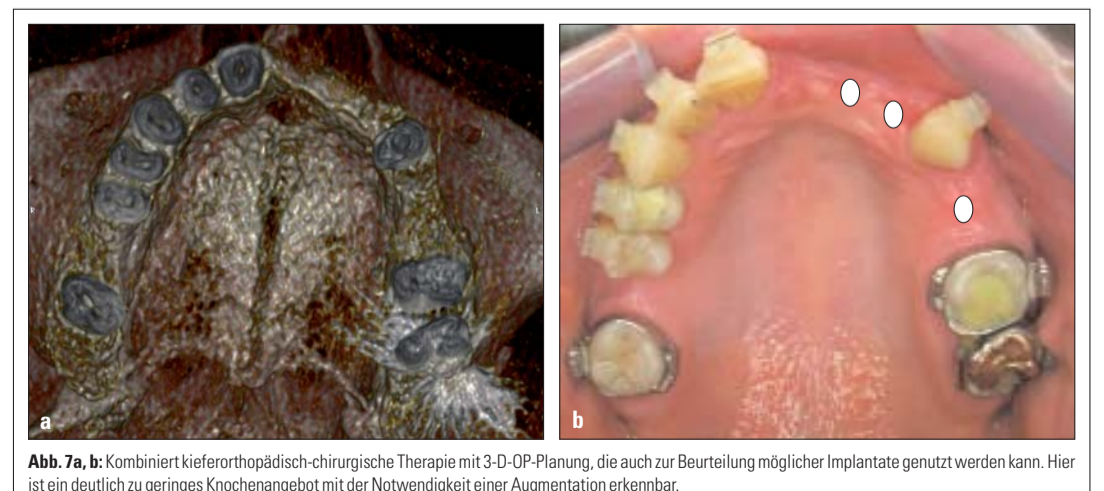 a
b
Abb. 7a, b: Kombiniert kieferorthopädisch-chirurgische Therapie mit 3-D-OP-Planung, die auch zur Beurteilung möglicher Implantate genutzt werden kann. Hier
ist ein deutlich zu geringes Knochenangebot mit der Notwendigkeit einer Augmentation erkennbar.